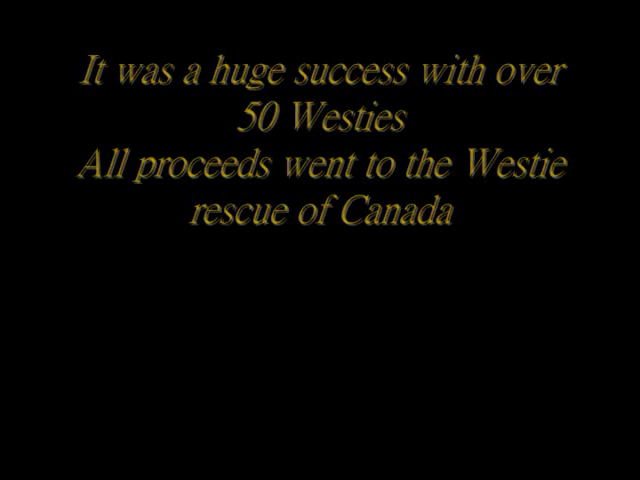 It was a huge success with over
50 Westies
All proceeds went to the Westie
rescue of Canada